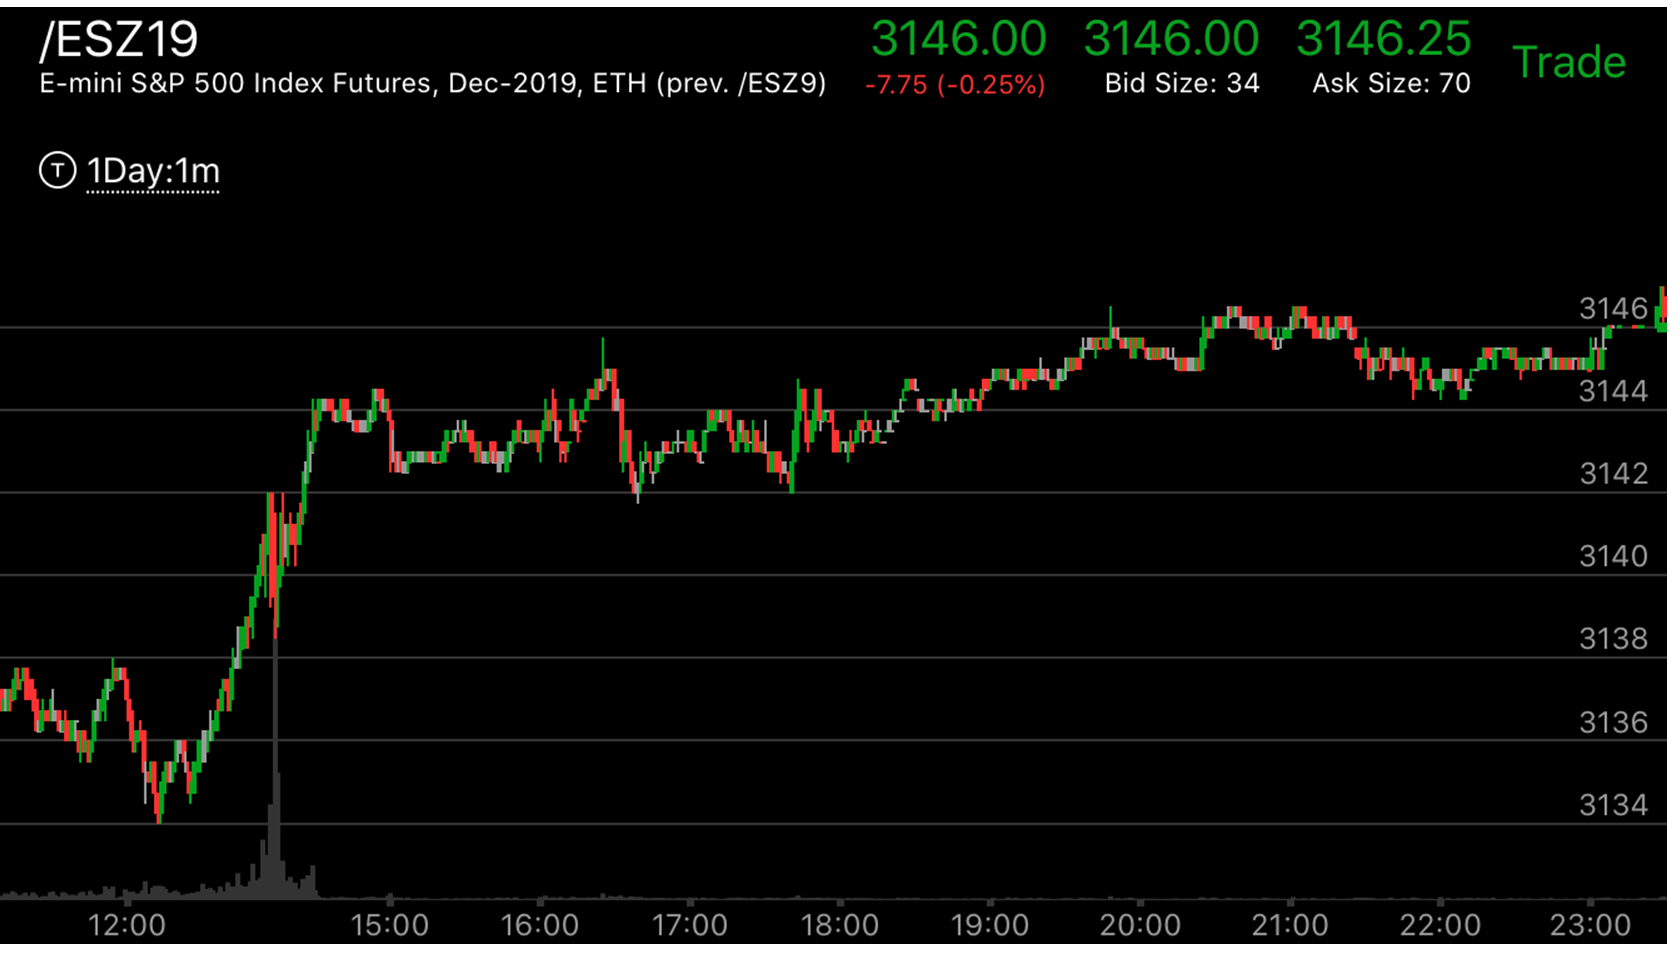 /ESZ19 3146.00 3146.00 3146.25 Trade
E-mini S&P 500 Index Futures, Dec-2019, ETH (prev. /ESZ9) -7.75 (-0.25%) Bid Size: 34 Ask Size: 70
T 1Day:1m
3146
3144
3142
3140
3138
3136
3134
12:00 15:00 16:00 17:00 18:00 19:00 20:00 21:00 22:00 23:00